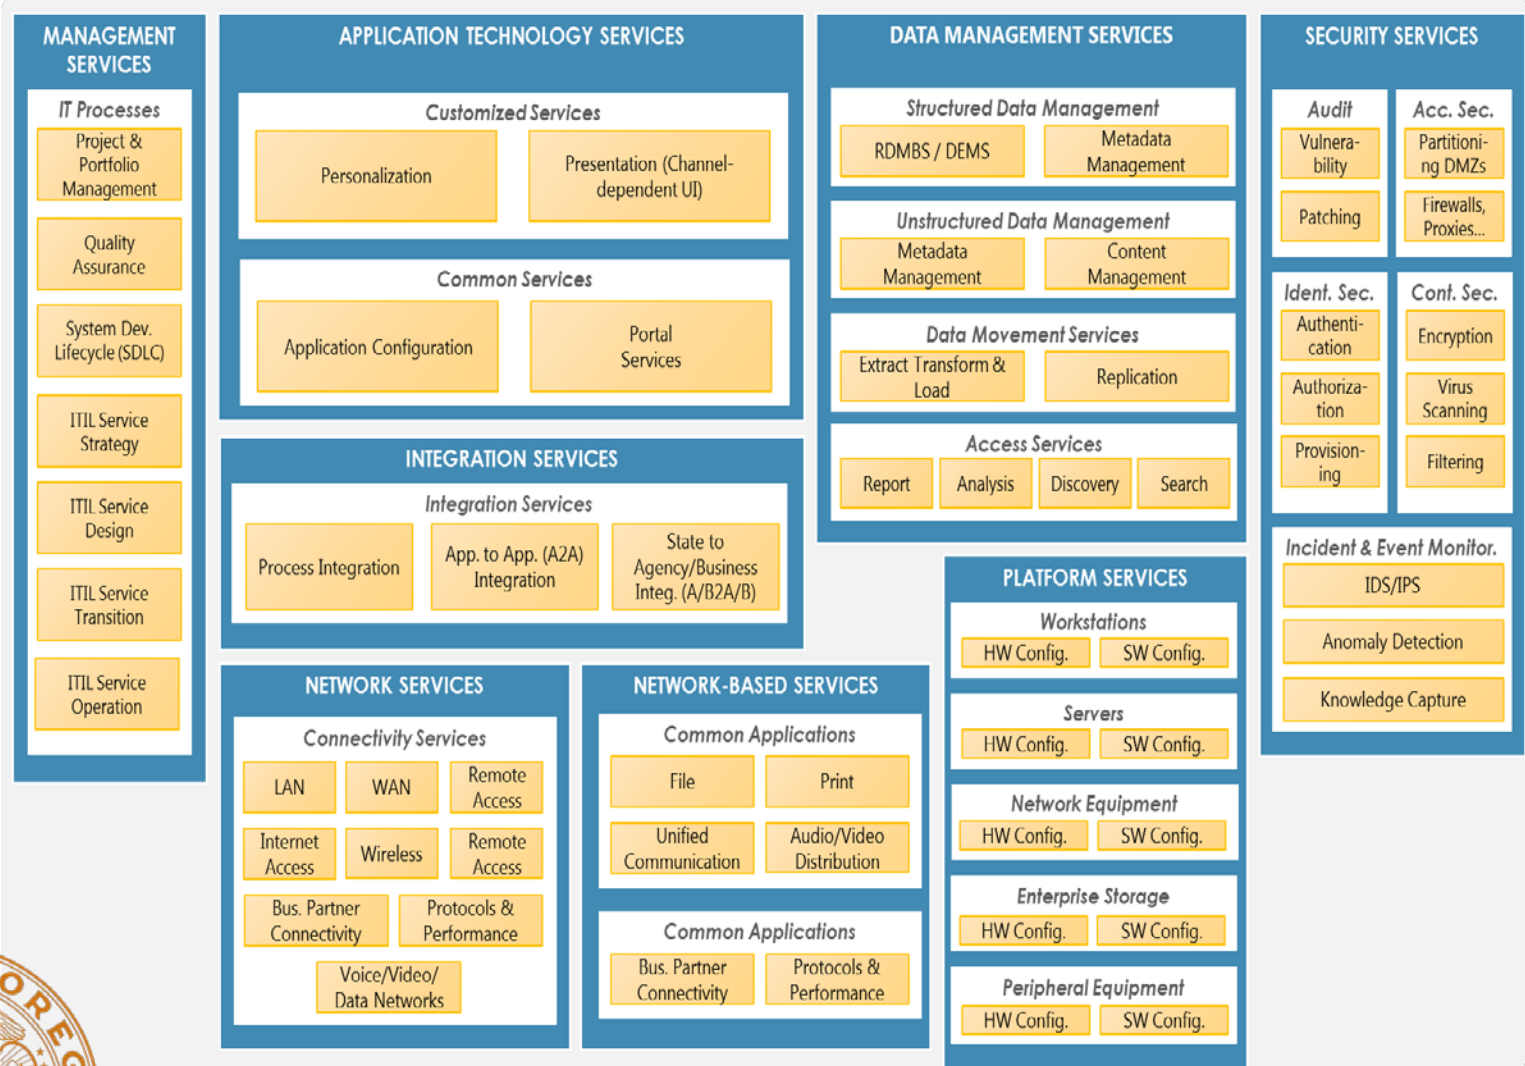 MANAGEMENT
SERVICES
IT Processes
Project &
Portfolio
Management
Quality
Assurance
System Dev.
Lifecycle (SDLC)
ITIL Service
Strategy
ITIL Service
Design
ITIL Service
Transition
ITIL Service
Operation
APPLICATION TECHNOLOGY SERVICES
Customized Services
Personalization
Presentation (Channel-
dependent UI)
Common Services
Application Configuration
Portal
Services
INTEGRATION SERVICES
Integration Services
Process Integration
App. to App. (A2A)
Integration
State to
Agency/Business
Integ. (A/B2A/B)
NETWORK SERVICES
Connectivity Services
LAN
WAN
Remote
Access
Internet
Access
Wireless
Remote
Access
Bus. Partner
Connectivity
Protocols &
Performance
Voice/Video/
Data Networks
NETWORK-BASED SERVICES
Common Applications
File
Print
Unified
Communication
Audio/Video
Distribution
Common Applications
Bus. Partner
Connectivity
Protocols &
Performance
DATA MANAGEMENT SERVICES
Structured Data Management
RDMBS / DEMS
Metadata
Management
Unstructured Data Management
Metadata
Management
Content
Management
Data Movement Services
Extract Transform &
Load
Replication
Access Services
Report
Analysis
Discovery
Search
PLATFORM SERVICES
Workstations
HW Config.
SW Config.
Servers
HW Config.
SW Config.
Network Equipment
HW Config.
SW Config.
Enterprise Storage
HW Config.
SW Config.
Peripheral Equipment
HW Config.
SW Config.
SECURITY SERVICES
Audit
Vulnera-
bility
Patching
Acc. Sec.
Partitioni-
ng DMZs
Firewalls,
Proxies...
Ident. Sec.
Authenti-
cation
Authoriza-
tion
Provision-
ing
Cont. Sec.
Encryption
Virus
Scanning
Filtering
Incident & Event Monitor.
IDS/IPS
Anomaly Detection
Knowledge Capture
OREG